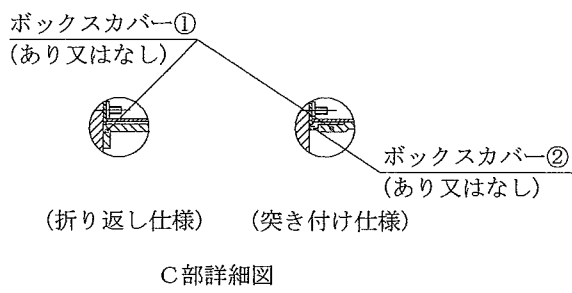 ボックスカバー①
(あり又はなし)
ボックスカバー②
(あり又はなし)
(折り返し仕様)
(突き付け仕様)
C部詳細図